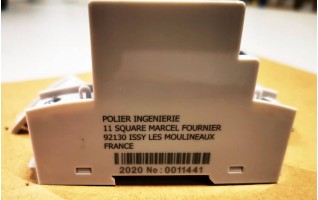 POLIER INGENIERIE
11 SQUARE MARCEL FOURNIER
92130 ISSY LES MOULINEAUX
FRANCE
2020 No : 0011441